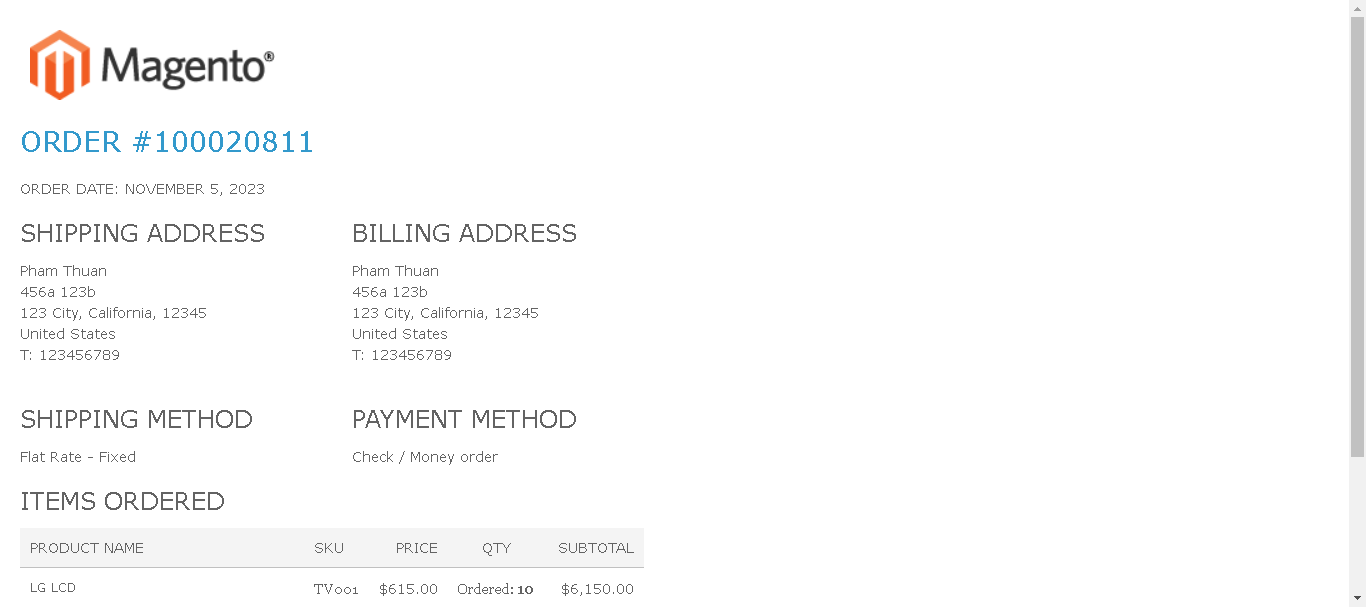 Magento®
ORDER #100020811
ORDER DATE: NOVEMBER 5, 2023
SHIPPING ADDRESS
Pham Thuan
456a 123b
123 City, California, 12345
United States
T: 123456789
BILLING ADDRESS
Pham Thuan
456a 123b
123 City, California, 12345
United States
T: 123456789
SHIPPING METHOD
Flat Rate - Fixed
PAYMENT METHOD
Check / Money order
ITEMS ORDERED
PRODUCT NAME SKU PRICE QTY SUBTOTAL
LG LCD TV001 $615.00 Ordered: 10 $6,150.00